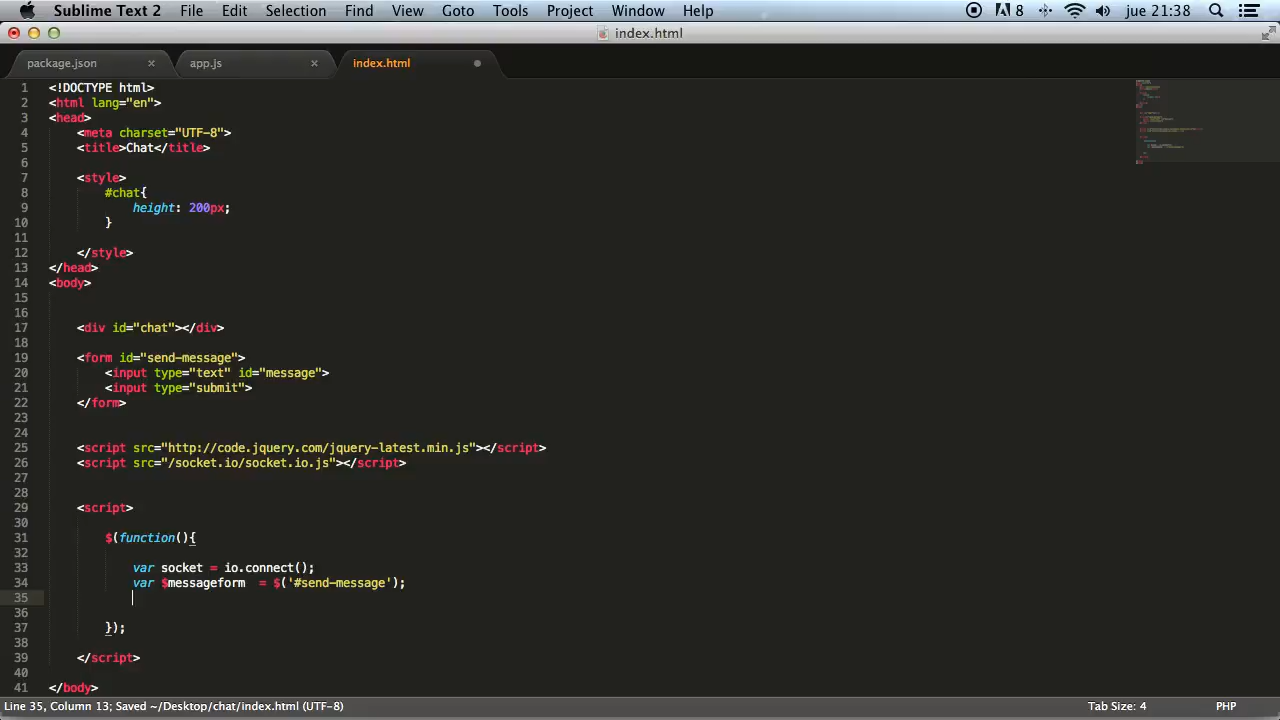 Sublime Text 2 File Edit Selection Find View Goto Tools Project Window Help 8 jue 21:38
index.html
package.json × app.js × index.html
1 <!DOCTYPE html>
2 <html lang="en">
3 <head>
4 <meta charset="UTF-8">
5 <title>Chat</title>
6
7 <style>
8 #chat{
9 height: 200px;
10 }
11
12 </style>
13 </head>
14 <body>
15
16
17 <div id="chat"></div>
18
19 <form id="send-message">
20 <input type="text" id="message">
21 <input type="submit">
22 </form>
23
24
25 <script src="http://code.jquery.com/jquery-latest.min.js"></script>
26 <script src="/socket.io/socket.io.js"></script>
27
28
29 <script>
30
31 $(function(){
32
33 var socket = io.connect();
34 var $messageform  = $('#send-message');
35
36
37 });
38
39 </script>
40
41 </body>
Line 35, Column 13; Saved ~/Desktop/chat/index.html (UTF-8) Tab Size: 4 PHP